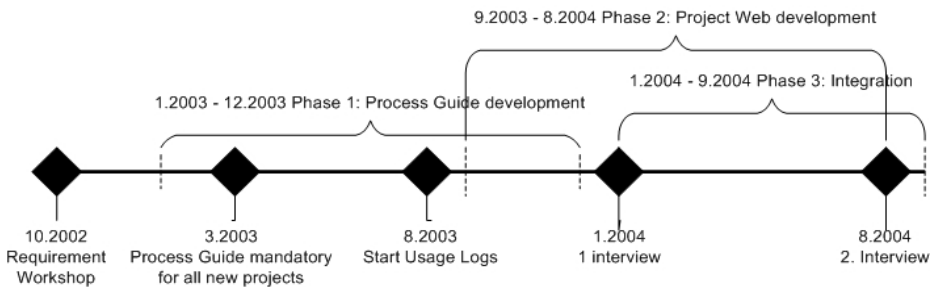 9.2003 - 8.2004 Phase 2: Project Web development
1.2004 - 9.2004 Phase 3: Integration
1.2003 - 12.2003 Phase 1: Process Guide development
10.2002
Requirement
Workshop
3.2003
Process Guide mandatory
for all new projects
8.2003
Start Usage Logs
1.2004
1 interview
8.2004
2. Interview